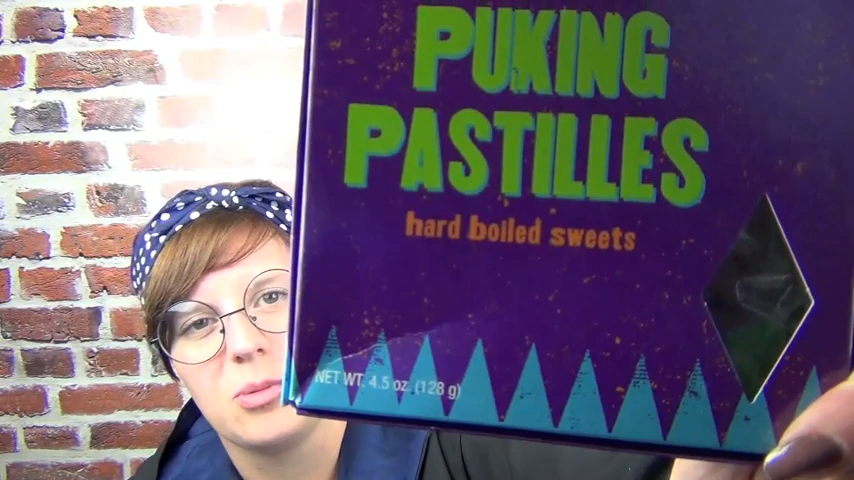 PUKING
PASTILLES
hard boiled sweets
NET WT. 4.5 oz. (128 g)